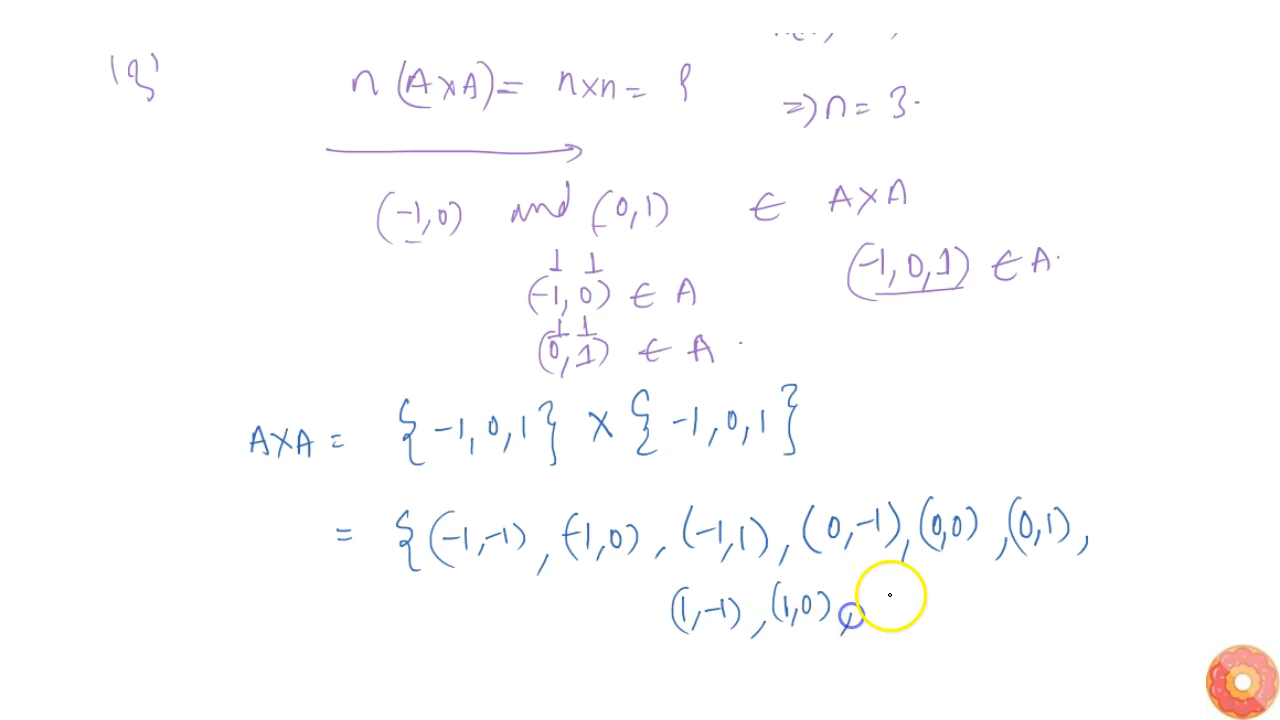 n (A×A) = n×n = 9
⇒ n = 3.
(-1,0) and (0,1) ∈ A×A
(-1,0,1) ∈ A.
(-1,0) ∈ A
(0,1) ∈ A.
A×A = {-1,0,1} × {-1,0,1}
= {(-1,-1), (-1,0), (-1,1), (0,-1), (0,0), (0,1),
(1,-1), (1,0),